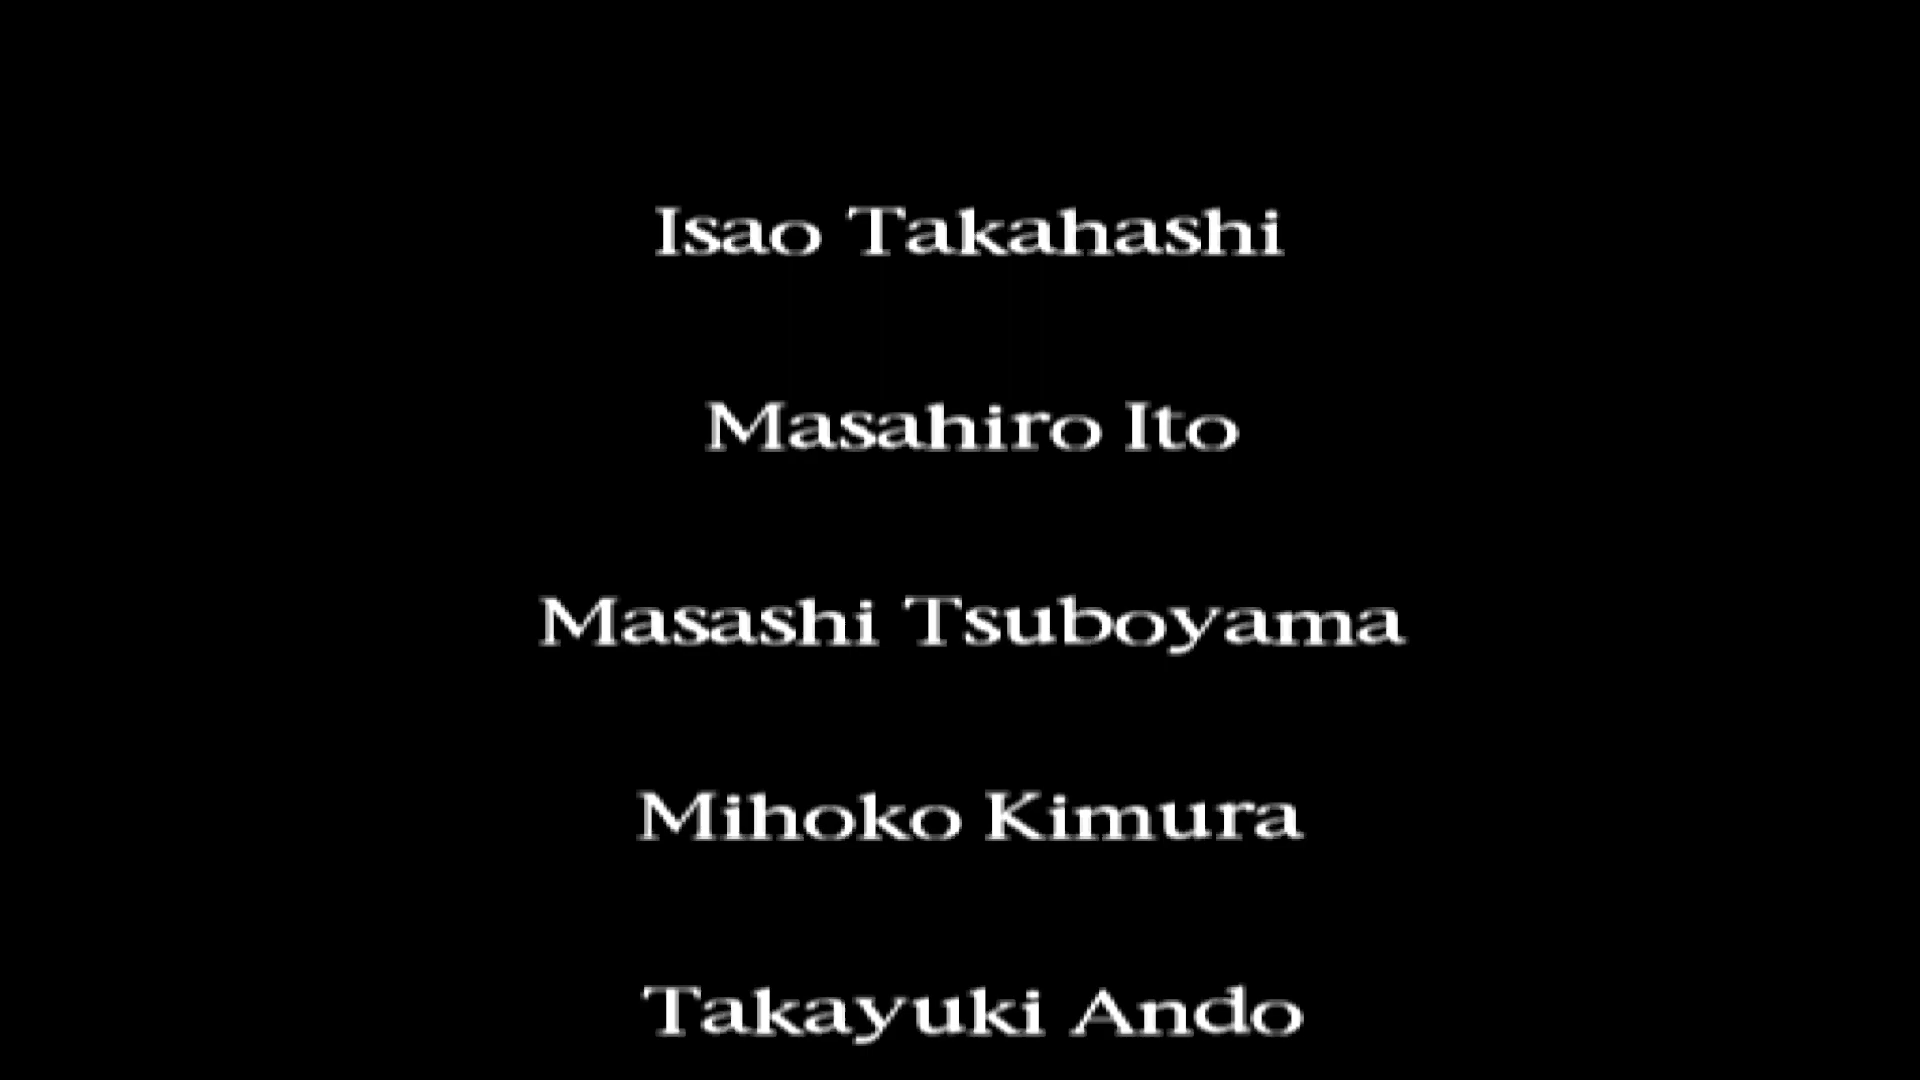 Isao Takahashi
Masahiro Ito
Masashi Tsuboyama
Mihoko Kimura
Takayuki Ando